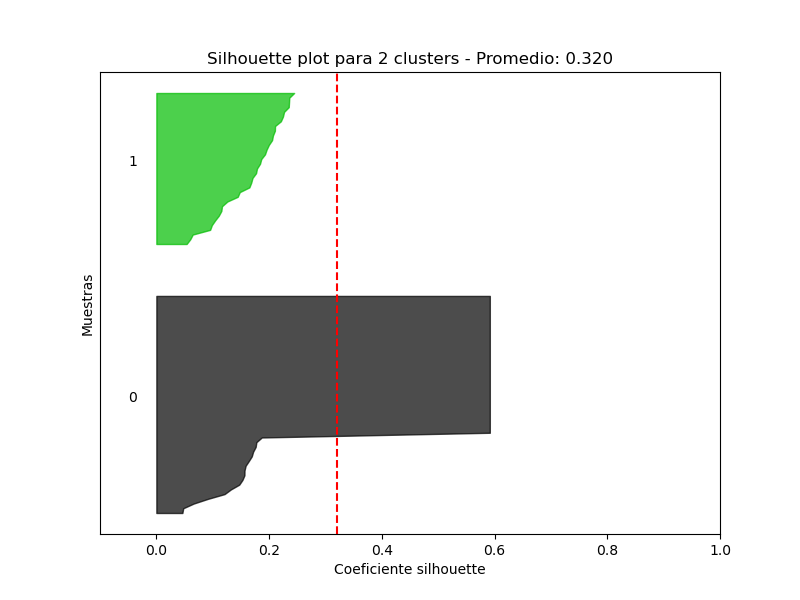 Silhouette plot para 2 clusters - Promedio: 0.320
1
Muestras
0
0.0 0.2 0.4 0.6 0.8 1.0
Coeficiente silhouette